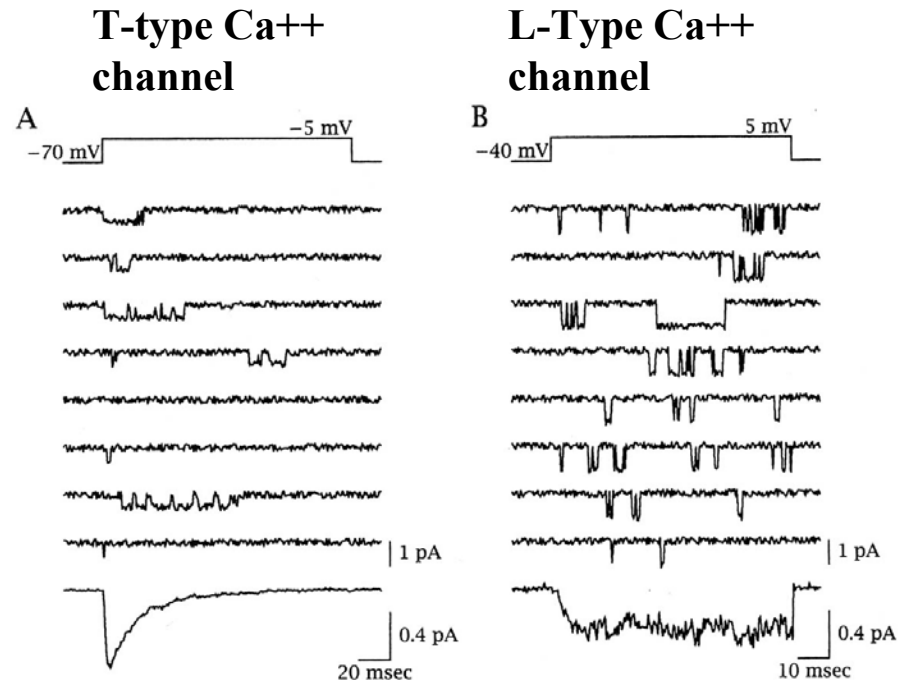 T-type Ca++
channel
L-Type Ca++
channel
A
−5 mV
−70 mV
B
5 mV
−40 mV
1 pA
1 pA
0.4 pA
20 msec
0.4 pA
10 msec